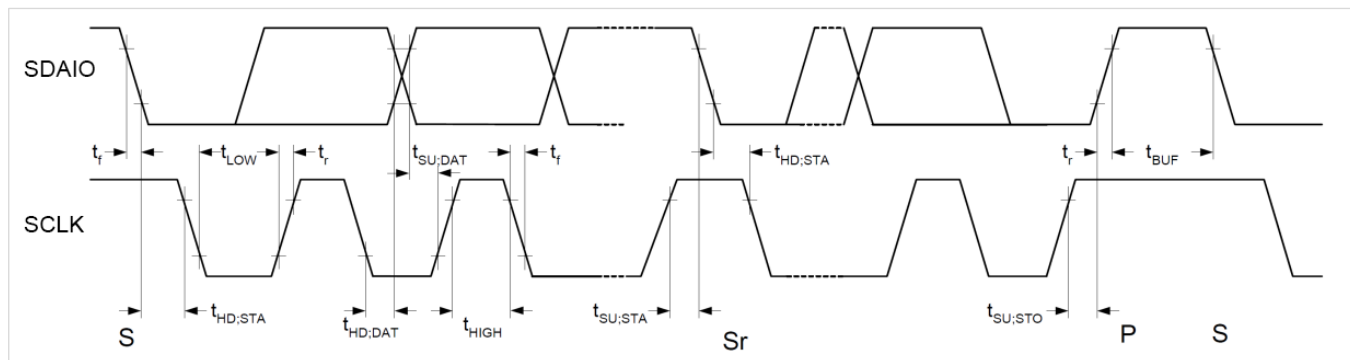 SDAIO
t_f t_LOW t_r t_SU;DAT t_f t_HD;STA t_r t_BUF
SCLK
t_HD;STA t_HD;DAT t_HIGH t_SU;STA t_SU;STO
S Sr P S